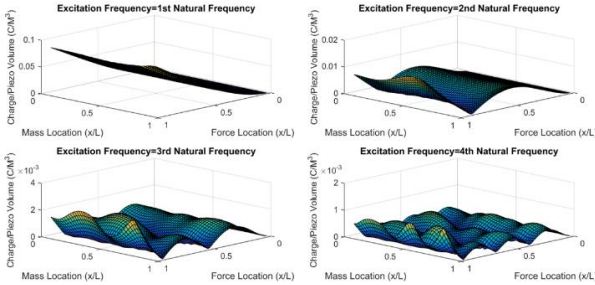 Excitation Frequency=1st Natural Frequency
Charge/Piezo Volume (C/M³)
0.1
0.05
0
0
0.5
1
1
0.5
0
Mass Location (x/L)
Force Location (x/L)
Excitation Frequency=2nd Natural Frequency
Charge/Piezo Volume (C/M³)
0.02
0.01
0
0
0.5
1
1
0.5
0
Mass Location (x/L)
Force Location (x/L)
Excitation Frequency=3rd Natural Frequency
Charge/Piezo Volume (C/M³)
×10⁻³
4
2
0
0
0.5
1
1
0.5
0
Mass Location (x/L)
Force Location (x/L)
Excitation Frequency=4th Natural Frequency
Charge/Piezo Volume (C/M³)
×10⁻³
2
1
0
0
0.5
1
1
0.5
0
Mass Location (x/L)
Force Location (x/L)